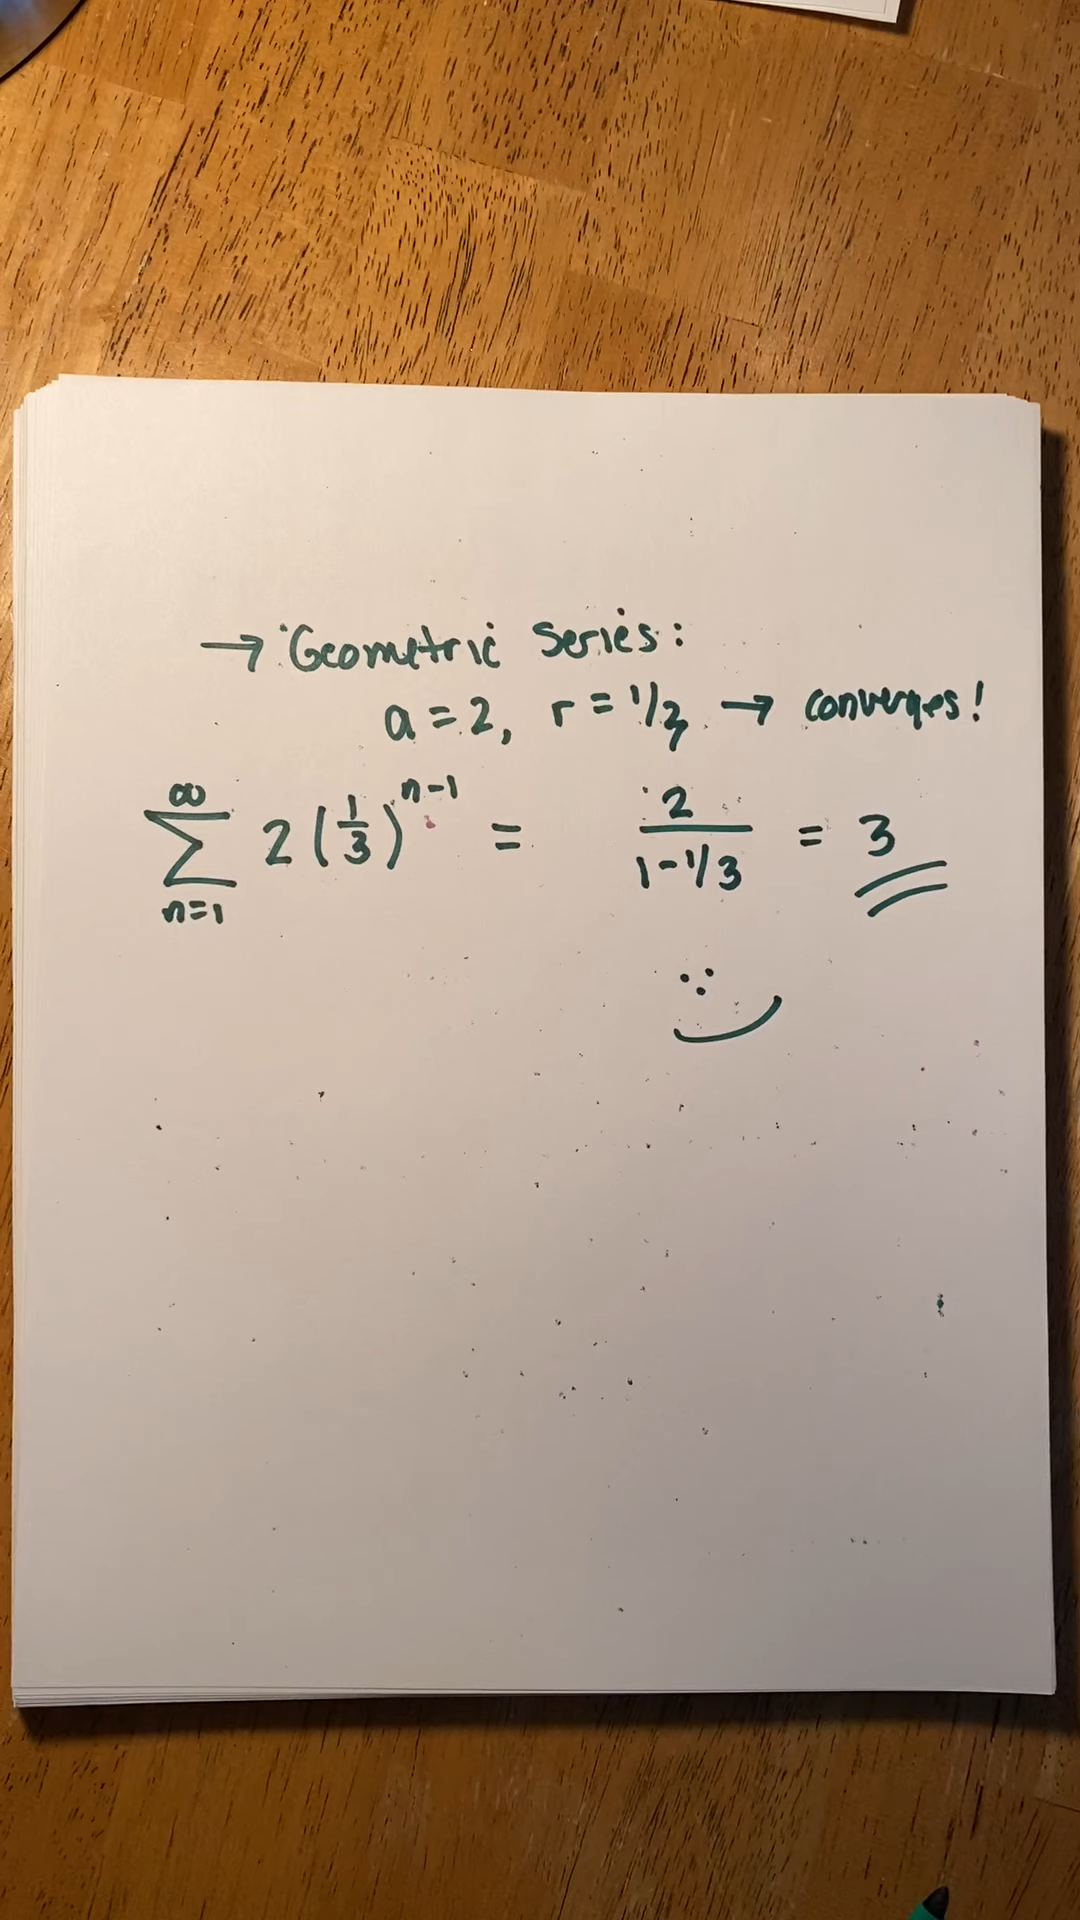 → Geometric Series:
a = 2, r = 1/3 → converges!
∞ ∑ n=1 2 (1/3)^(n-1) = 2/(1-1/3) = 3